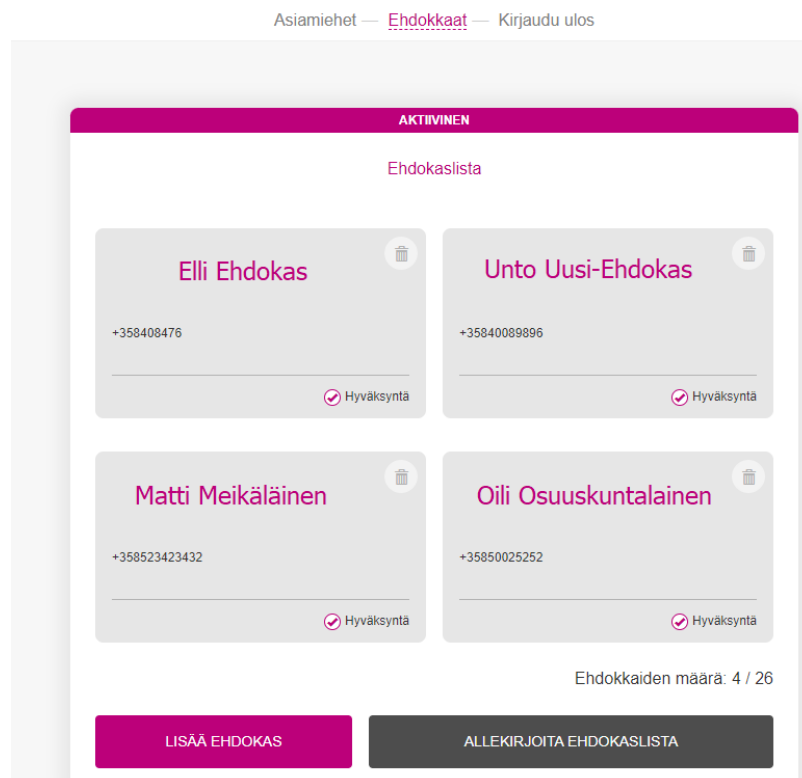 Asiamiehet — Ehdokkaat — Kirjaudu ulos
AKTIIVINEN
Ehdokaslista
Elli Ehdokas
+358408476
Hyväksyntä
Unto Uusi-Ehdokas
+35840089896
Hyväksyntä
Matti Meikäläinen
+358523423432
Hyväksyntä
Oili Osuuskuntalainen
+35850025252
Hyväksyntä
Ehdokkaiden määrä: 4 / 26
LISÄÄ EHDOKAS
ALLEKIRJOITA EHDOKASLISTA